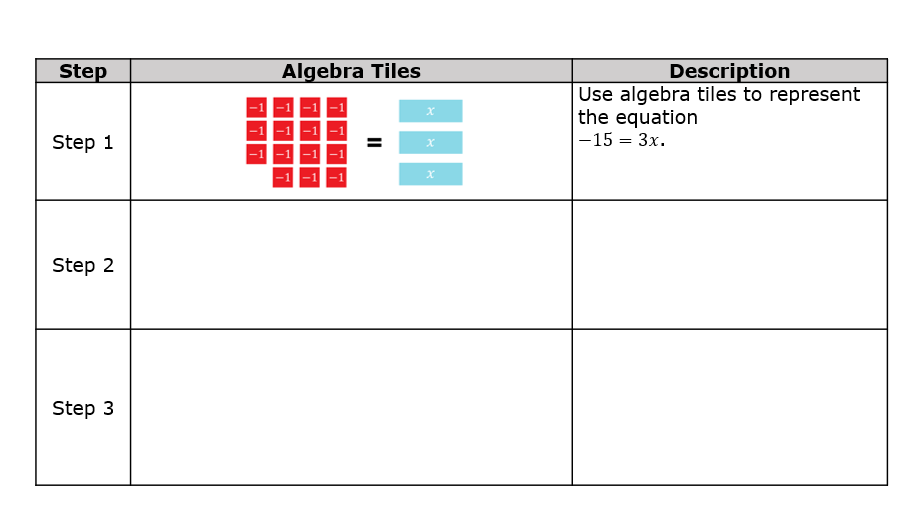 Step Algebra Tiles Description
Step 1
−1 −1 −1 −1
−1 −1 −1 −1
−1 −1 −1 −1
−1 −1 −1
=
x
x
x
Use algebra tiles to represent
the equation
−15 = 3x.
Step 2
Step 3